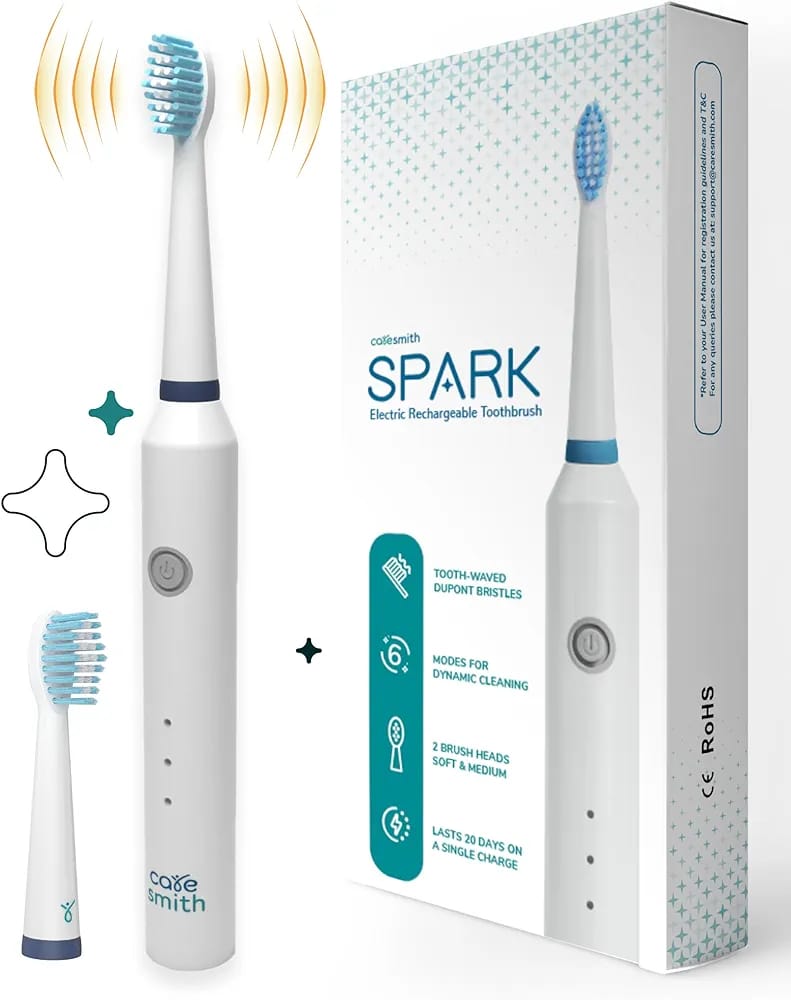 care
smith
caresmith
SPARK
Electric Rechargeable Toothbrush
TOOTH-WAVED
DUPONT BRISTLES
6
MODES FOR
DYNAMIC CLEANING
2 BRUSH HEADS
SOFT & MEDIUM
LASTS 20 DAYS ON
A SINGLE CHARGE
*Refer to your User Manual for registration guidelines and T&C
For any queries please contact us at: support@caresmith.com
CE RoHS